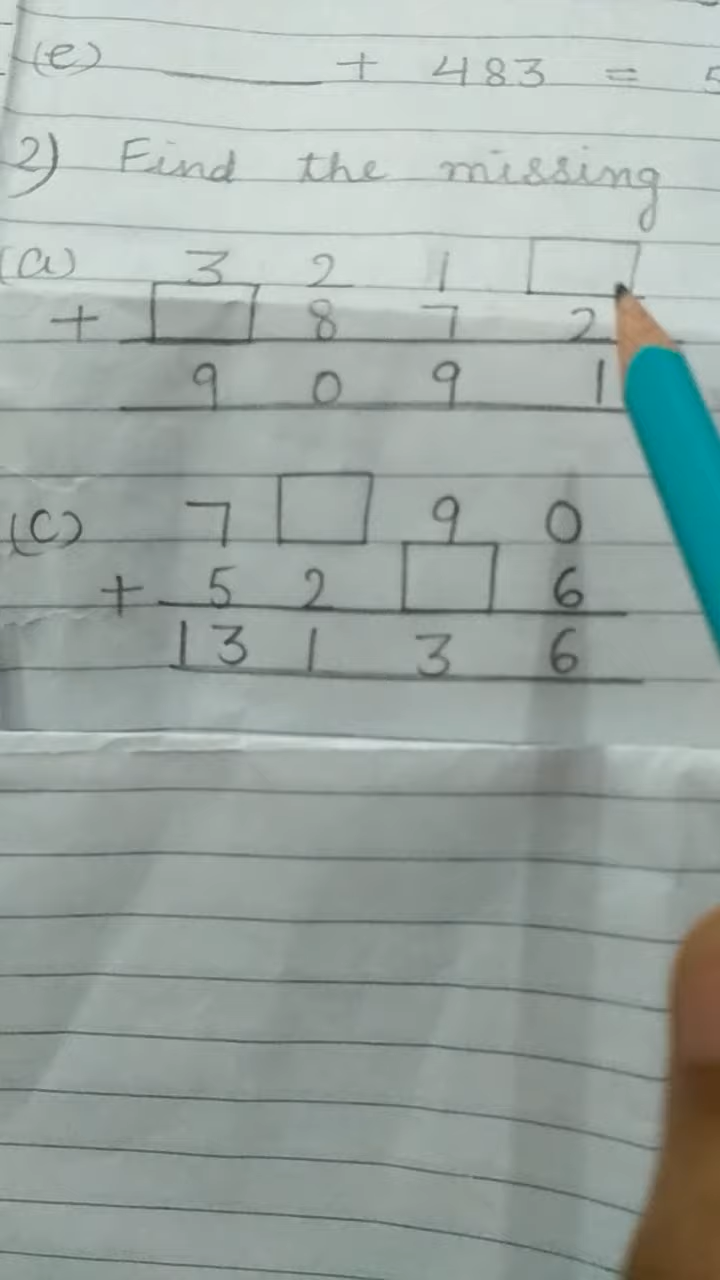 (e) ______ + 483 = 5
2) Find the missing
(a) 3 2 1 □
+ □ 8 7 2
9 0 9 1
(c) 7 □ 9 0
+ 5 2 □ 6
13 1 3 6